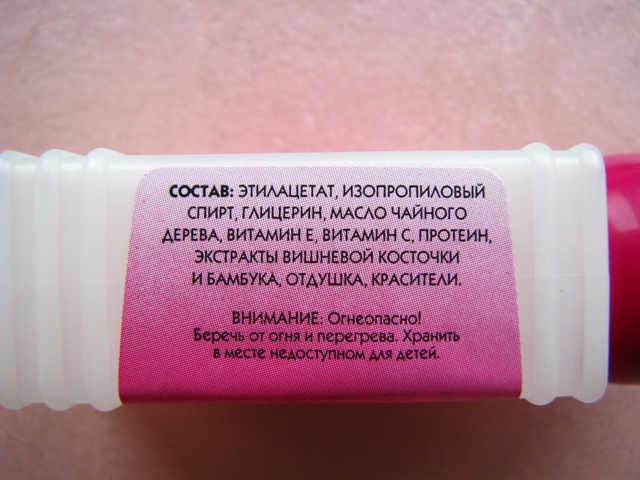 СОСТАВ: ЭТИЛАЦЕТАТ, ИЗОПРОПИЛОВЫЙ
СПИРТ, ГЛИЦЕРИН, МАСЛО ЧАЙНОГО
ДЕРЕВА, ВИТАМИН Е, ВИТАМИН С, ПРОТЕИН,
ЭКСТРАКТЫ ВИШНЕВОЙ КОСТОЧКИ
И БАМБУКА, ОТДУШКА, КРАСИТЕЛИ.
ВНИМАНИЕ: Огнеопасно!
Беречь от огня и перегрева. Хранить
в месте недоступном для детей.